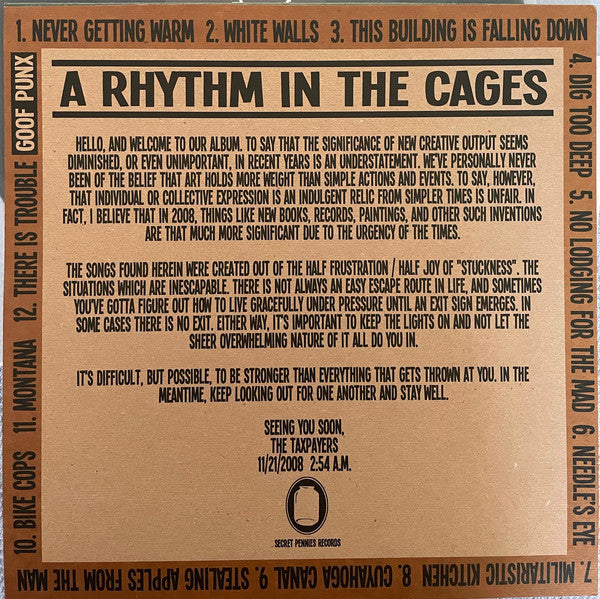 1. NEVER GETTING WARM 2. WHITE WALLS 3. THIS BUILDING IS FALLING DOWN
4. DIG TOO DEEP 5. NO LODGING FOR THE MAD 6. NEEDLE'S EYE
7. MILITARISTIC KITCHEN 8. CUYAHOGA CANAL 9. STEALING APPLES FROM THE MAN
10. BIKE COPS 11. MONTANA 12. THERE IS TROUBLE
GOOF PUNX
A RHYTHM IN THE CAGES
HELLO, AND WELCOME TO OUR ALBUM. TO SAY THAT THE SIGNIFICANCE OF NEW CREATIVE OUTPUT SEEMS
DIMINISHED, OR EVEN UNIMPORTANT, IN RECENT YEARS IS AN UNDERSTATEMENT. WE'VE PERSONALLY NEVER
BEEN OF THE BELIEF THAT ART HOLDS MORE WEIGHT THAN SIMPLE ACTIONS AND EVENTS. TO SAY, HOWEVER,
THAT INDIVIDUAL OR COLLECTIVE EXPRESSION IS AN INDULGENT RELIC FROM SIMPLER TIMES IS UNFAIR. IN
FACT, I BELIEVE THAT IN 2008, THINGS LIKE NEW BOOKS, RECORDS, PAINTINGS, AND OTHER SUCH INVENTIONS
ARE THAT MUCH MORE SIGNIFICANT DUE TO THE URGENCY OF THE TIMES.
THE SONGS FOUND HEREIN WERE CREATED OUT OF THE HALF FRUSTRATION / HALF JOY OF "STUCKNESS". THE
SITUATIONS WHICH ARE INESCAPABLE. THERE IS NOT ALWAYS AN EASY ESCAPE ROUTE IN LIFE, AND SOMETIMES
YOU'VE GOTTA FIGURE OUT HOW TO LIVE GRACEFULLY UNDER PRESSURE UNTIL AN EXIT SIGN EMERGES. IN
SOME CASES THERE IS NO EXIT. EITHER WAY, IT'S IMPORTANT TO KEEP THE LIGHTS ON AND NOT LET THE
SHEER OVERWHELMING NATURE OF IT ALL DO YOU IN.
IT'S DIFFICULT, BUT POSSIBLE, TO BE STRONGER THAN EVERYTHING THAT GETS THROWN AT YOU. IN THE
MEANTIME, KEEP LOOKING OUT FOR ONE ANOTHER AND STAY WELL.
SEEING YOU SOON,
THE TAXPAYERS
11/21/2008 2:54 A.M.
SECRET PENNIES RECORDS